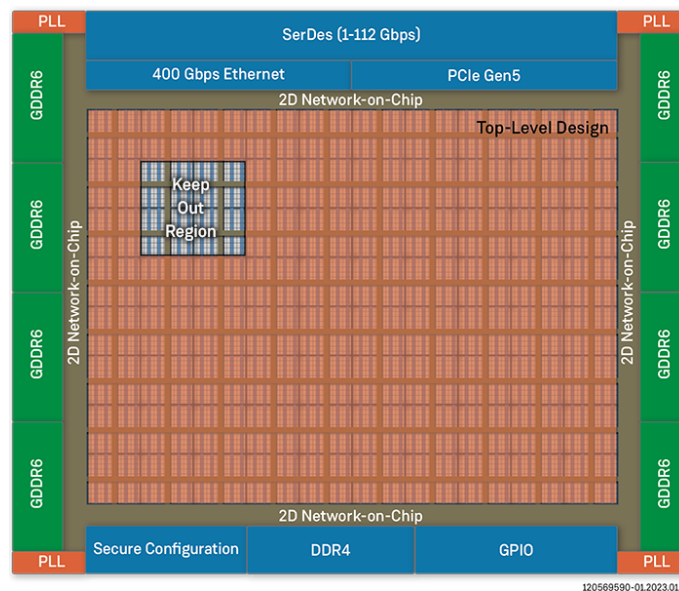 PLL
SerDes (1-112 Gbps)
PLL
400 Gbps Ethernet
PCIe Gen5
2D Network-on-Chip
GDDR6
GDDR6
Top-Level Design
Keep
Out
Region
GDDR6
GDDR6
2D Network-on-Chip
2D Network-on-Chip
GDDR6
GDDR6
GDDR6
GDDR6
2D Network-on-Chip
Secure Configuration
DDR4
GPIO
PLL
PLL
120569590-01.2023.01